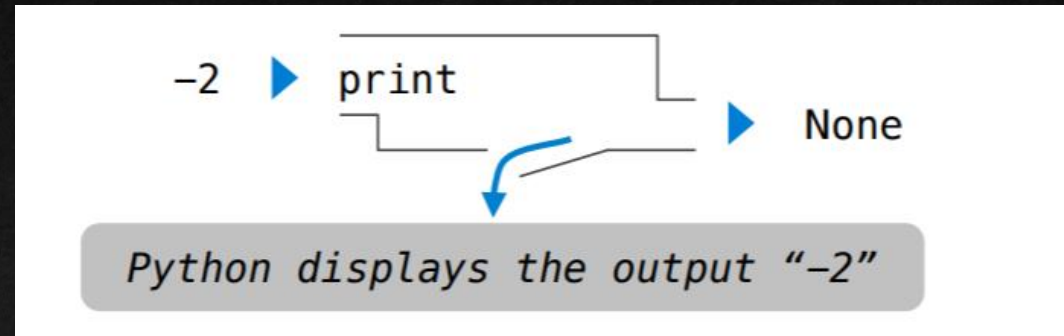 –2 print
None
Python displays the output “–2”